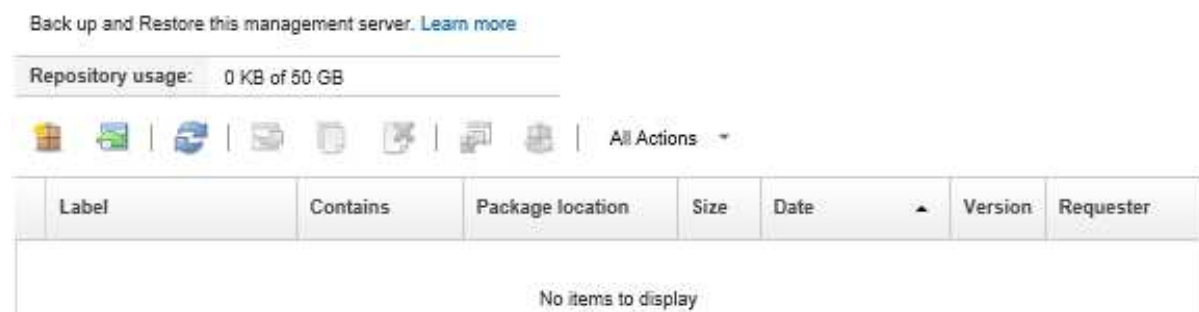 Back up and Restore this management server. Learn more
Repository usage: 0 KB of 50 GB
All Actions
Label Contains Package location Size Date Version Requester
No items to display